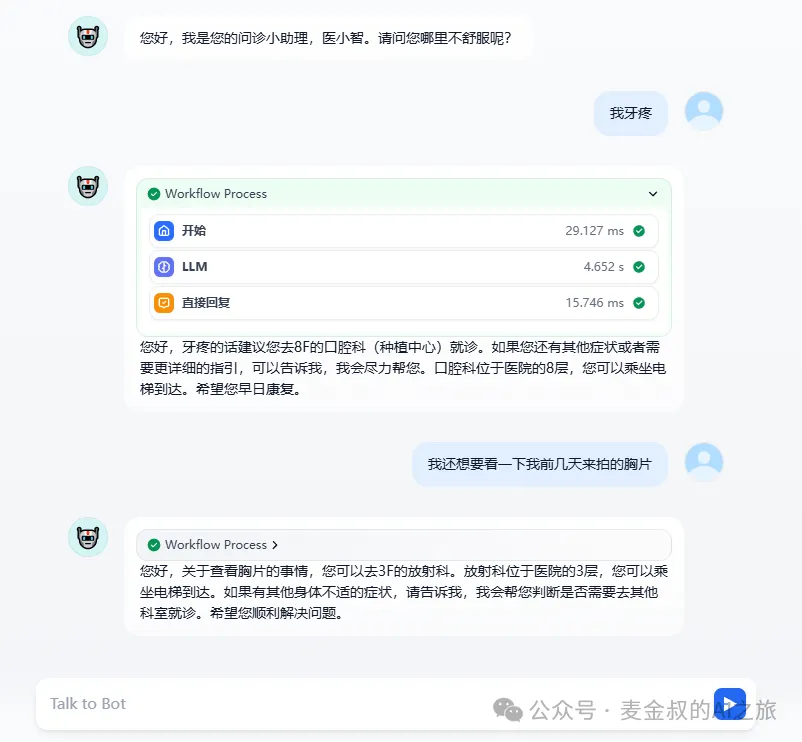 您好，我是您的问诊小助理，医小智。请问您哪里不舒服呢？
我牙疼
Workflow Process
开始 29.127 ms
LLM 4.652 s
直接回复 15.746 ms
您好，牙疼的话建议您去8F的口腔科（种植中心）就诊。如果您还有其他症状或者需
要更详细的指引，可以告诉我，我会尽力帮您。口腔科位于医院的8层，您可以乘坐电
梯到达。希望您早日康复。
我还想要看一下我前几天来拍的胸片
Workflow Process
您好，关于查看胸片的事情，您可以去3F的放射科。放射科位于医院的3层，您可以乘
坐电梯到达。如果有其他身体不适的症状，请告诉我，我会帮您判断是否需要去其他
科室就诊。希望您顺利解决问题。
Talk to Bot
公众号 · 麦金叔的AI之旅